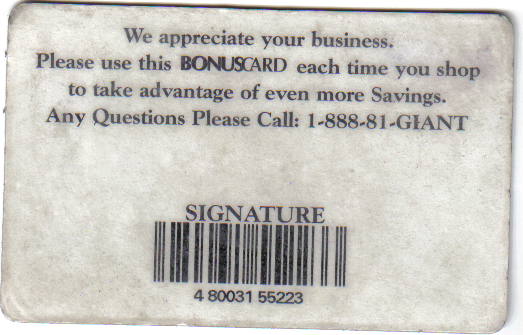 We appreciate your business.
Please use this BONUSCARD each time you shop
to take advantage of even more Savings.
Any Questions Please Call: 1-888-81-GIANT
SIGNATURE
4 80031 55223